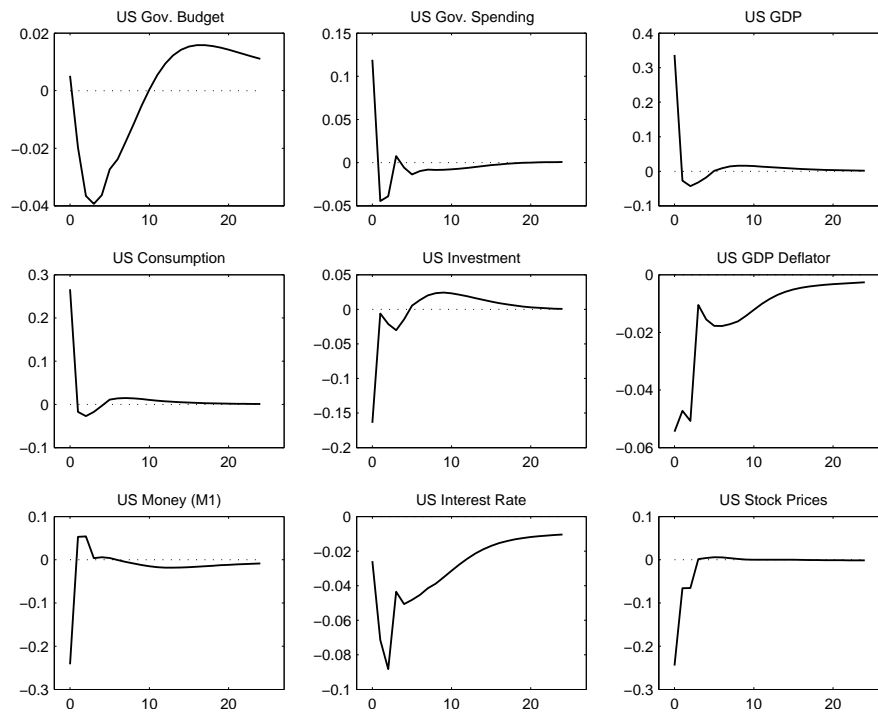 US Gov. Budget
0.02
0
−0.02
−0.04
0 10 20
US Gov. Spending
0.15
0.1
0.05
0
−0.05
0 10 20
US GDP
0.4
0.3
0.2
0.1
0
−0.1
0 10 20
US Consumption
0.3
0.2
0.1
0
−0.1
0 10 20
US Investment
0.05
0
−0.05
−0.1
−0.15
−0.2
0 10 20
US GDP Deflator
0
−0.02
−0.04
−0.06
0 10 20
US Money (M1)
0.1
0
−0.1
−0.2
−0.3
0 10 20
US Interest Rate
0
−0.02
−0.04
−0.06
−0.08
−0.1
0 10 20
US Stock Prices
0.1
0
−0.1
−0.2
−0.3
0 10 20